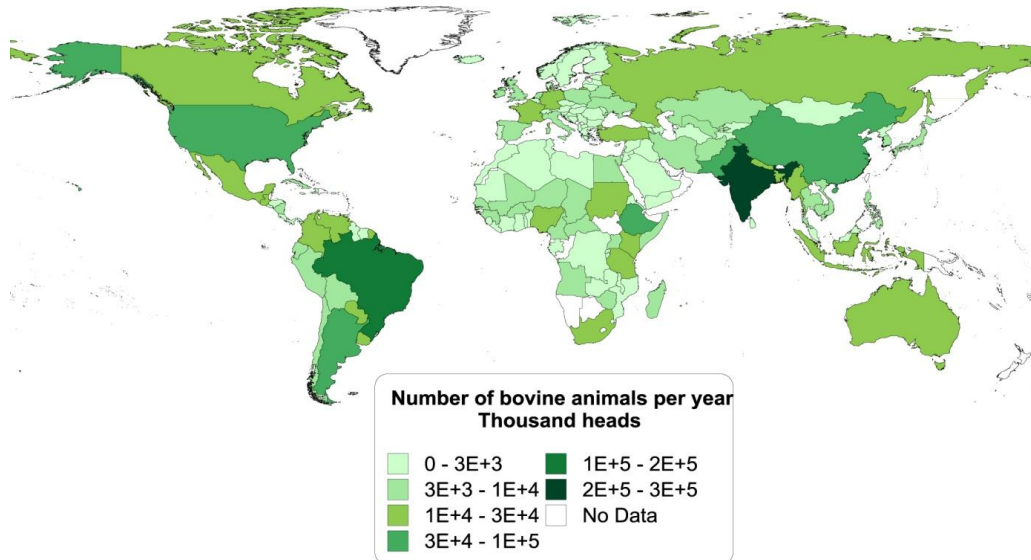 Number of bovine animals per year
Thousand heads
0 - 3E+3
3E+3 - 1E+4
1E+4 - 3E+4
3E+4 - 1E+5
1E+5 - 2E+5
2E+5 - 3E+5
No Data